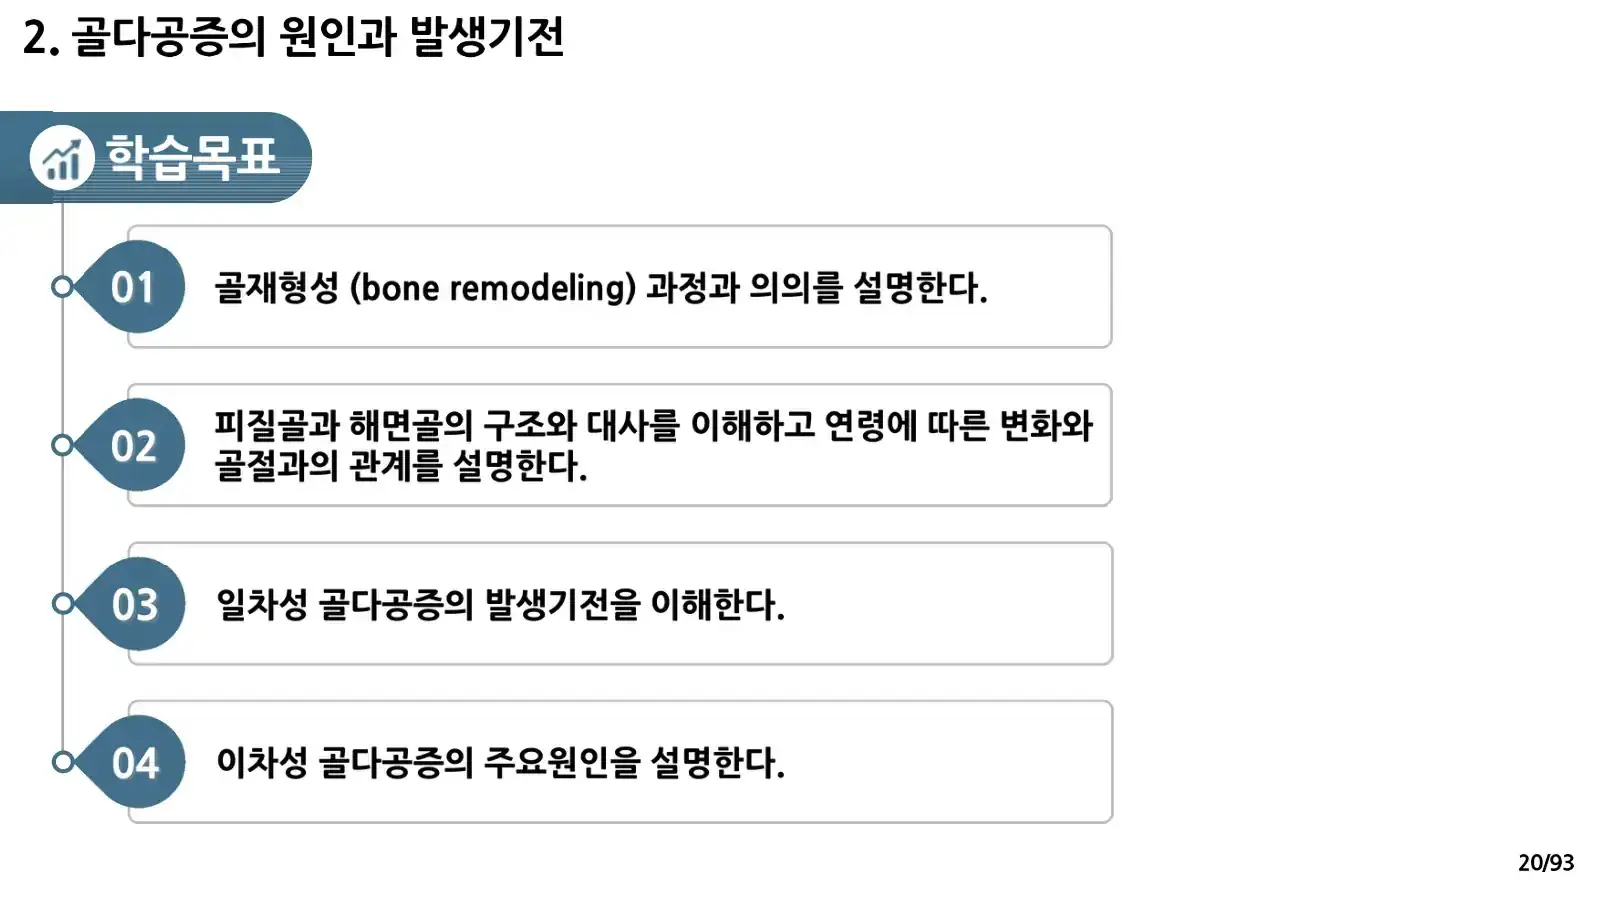 2. 골다공증의 원인과 발생기전
학습목표
01
골재형성 (bone remodeling) 과정과 의의를 설명한다.
02
피질골과 해면골의 구조와 대사를 이해하고 연령에 따른 변화와
골절과의 관계를 설명한다.
03
일차성 골다공증의 발생기전을 이해한다.
04
이차성 골다공증의 주요원인을 설명한다.
20/93